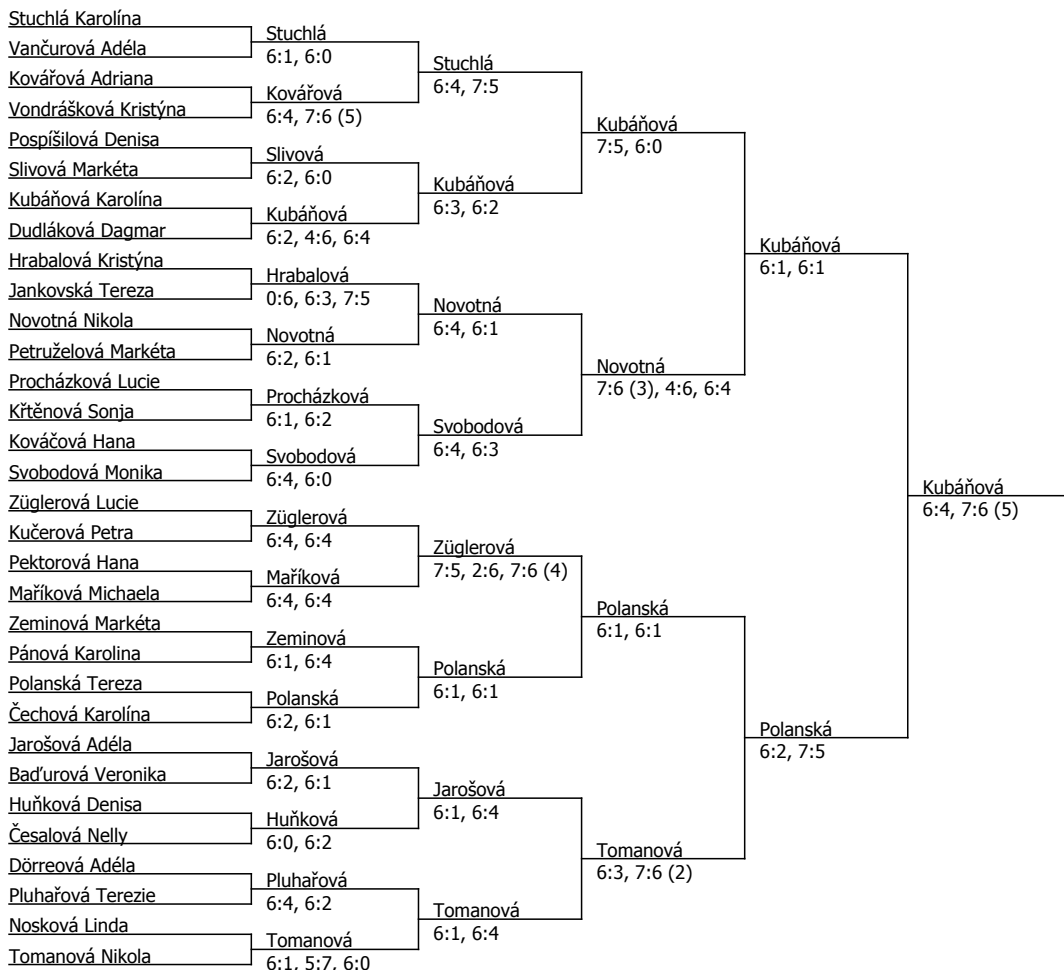 Stuchlá Karolína
Vančurová Adéla
Kovářová Adriana
Vondrášková Kristýna
Pospíšilová Denisa
Slivová Markéta
Kubáňová Karolína
Dudláková Dagmar
Hrabalová Kristýna
Jankovská Tereza
Novotná Nikola
Petruželová Markéta
Procházková Lucie
Křtěnová Sonja
Kováčová Hana
Svobodová Monika
Züglerová Lucie
Kučerová Petra
Pektorová Hana
Maříková Michaela
Zeminová Markéta
Pánová Karolina
Polanská Tereza
Čechová Karolína
Jarošová Adéla
Baďurová Veronika
Huňková Denisa
Česalová Nelly
Dörreová Adéla
Pluhařová Terezie
Nosková Linda
Tomanová Nikola
Stuchlá
6:1, 6:0
Kovářová
6:4, 7:6 (5)
Slivová
6:2, 6:0
Kubáňová
6:2, 4:6, 6:4
Hrabalová
0:6, 6:3, 7:5
Novotná
6:2, 6:1
Procházková
6:1, 6:2
Svobodová
6:4, 6:0
Züglerová
6:4, 6:4
Maříková
6:4, 6:4
Zeminová
6:1, 6:4
Polanská
6:2, 6:1
Jarošová
6:2, 6:1
Huňková
6:0, 6:2
Pluhařová
6:4, 6:2
Tomanová
6:1, 5:7, 6:0
Stuchlá
6:4, 7:5
Kubáňová
6:3, 6:2
Novotná
6:4, 6:1
Svobodová
6:4, 6:3
Züglerová
7:5, 2:6, 7:6 (4)
Polanská
6:1, 6:1
Jarošová
6:1, 6:4
Tomanová
6:1, 6:4
Kubáňová
7:5, 6:0
Novotná
7:6 (3), 4:6, 6:4
Polanská
6:1, 6:1
Tomanová
6:3, 7:6 (2)
Kubáňová
6:1, 6:1
Polanská
6:2, 7:5
Kubáňová
6:4, 7:6 (5)